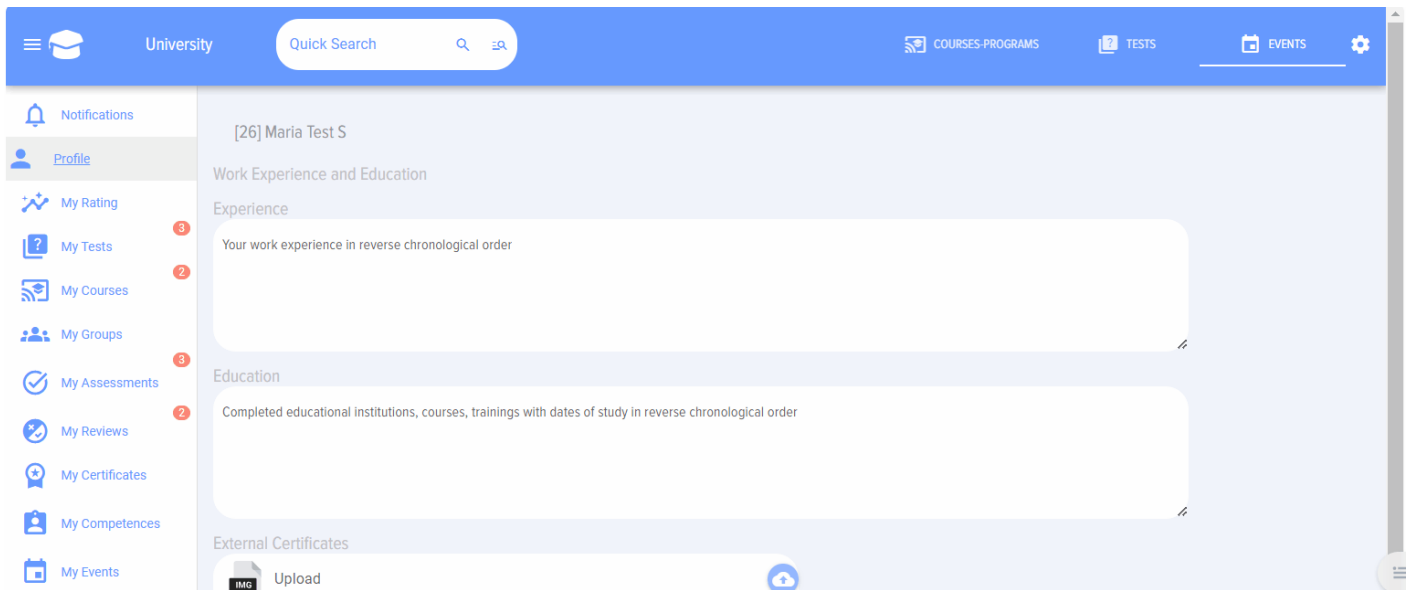 University
Quick Search
COURSES-PROGRAMS
? TESTS
EVENTS
Notifications
[26] Maria Test S
Profile
Work Experience and Education
My Rating
Experience
3
? My Tests
Your work experience in reverse chronological order
2
My Courses
My Groups
3
My Assessments
Education
2
Completed educational institutions, courses, trainings with dates of study in reverse chronological order
My Reviews
My Certificates
My Competences
External Certificates
My Events
IMG Upload